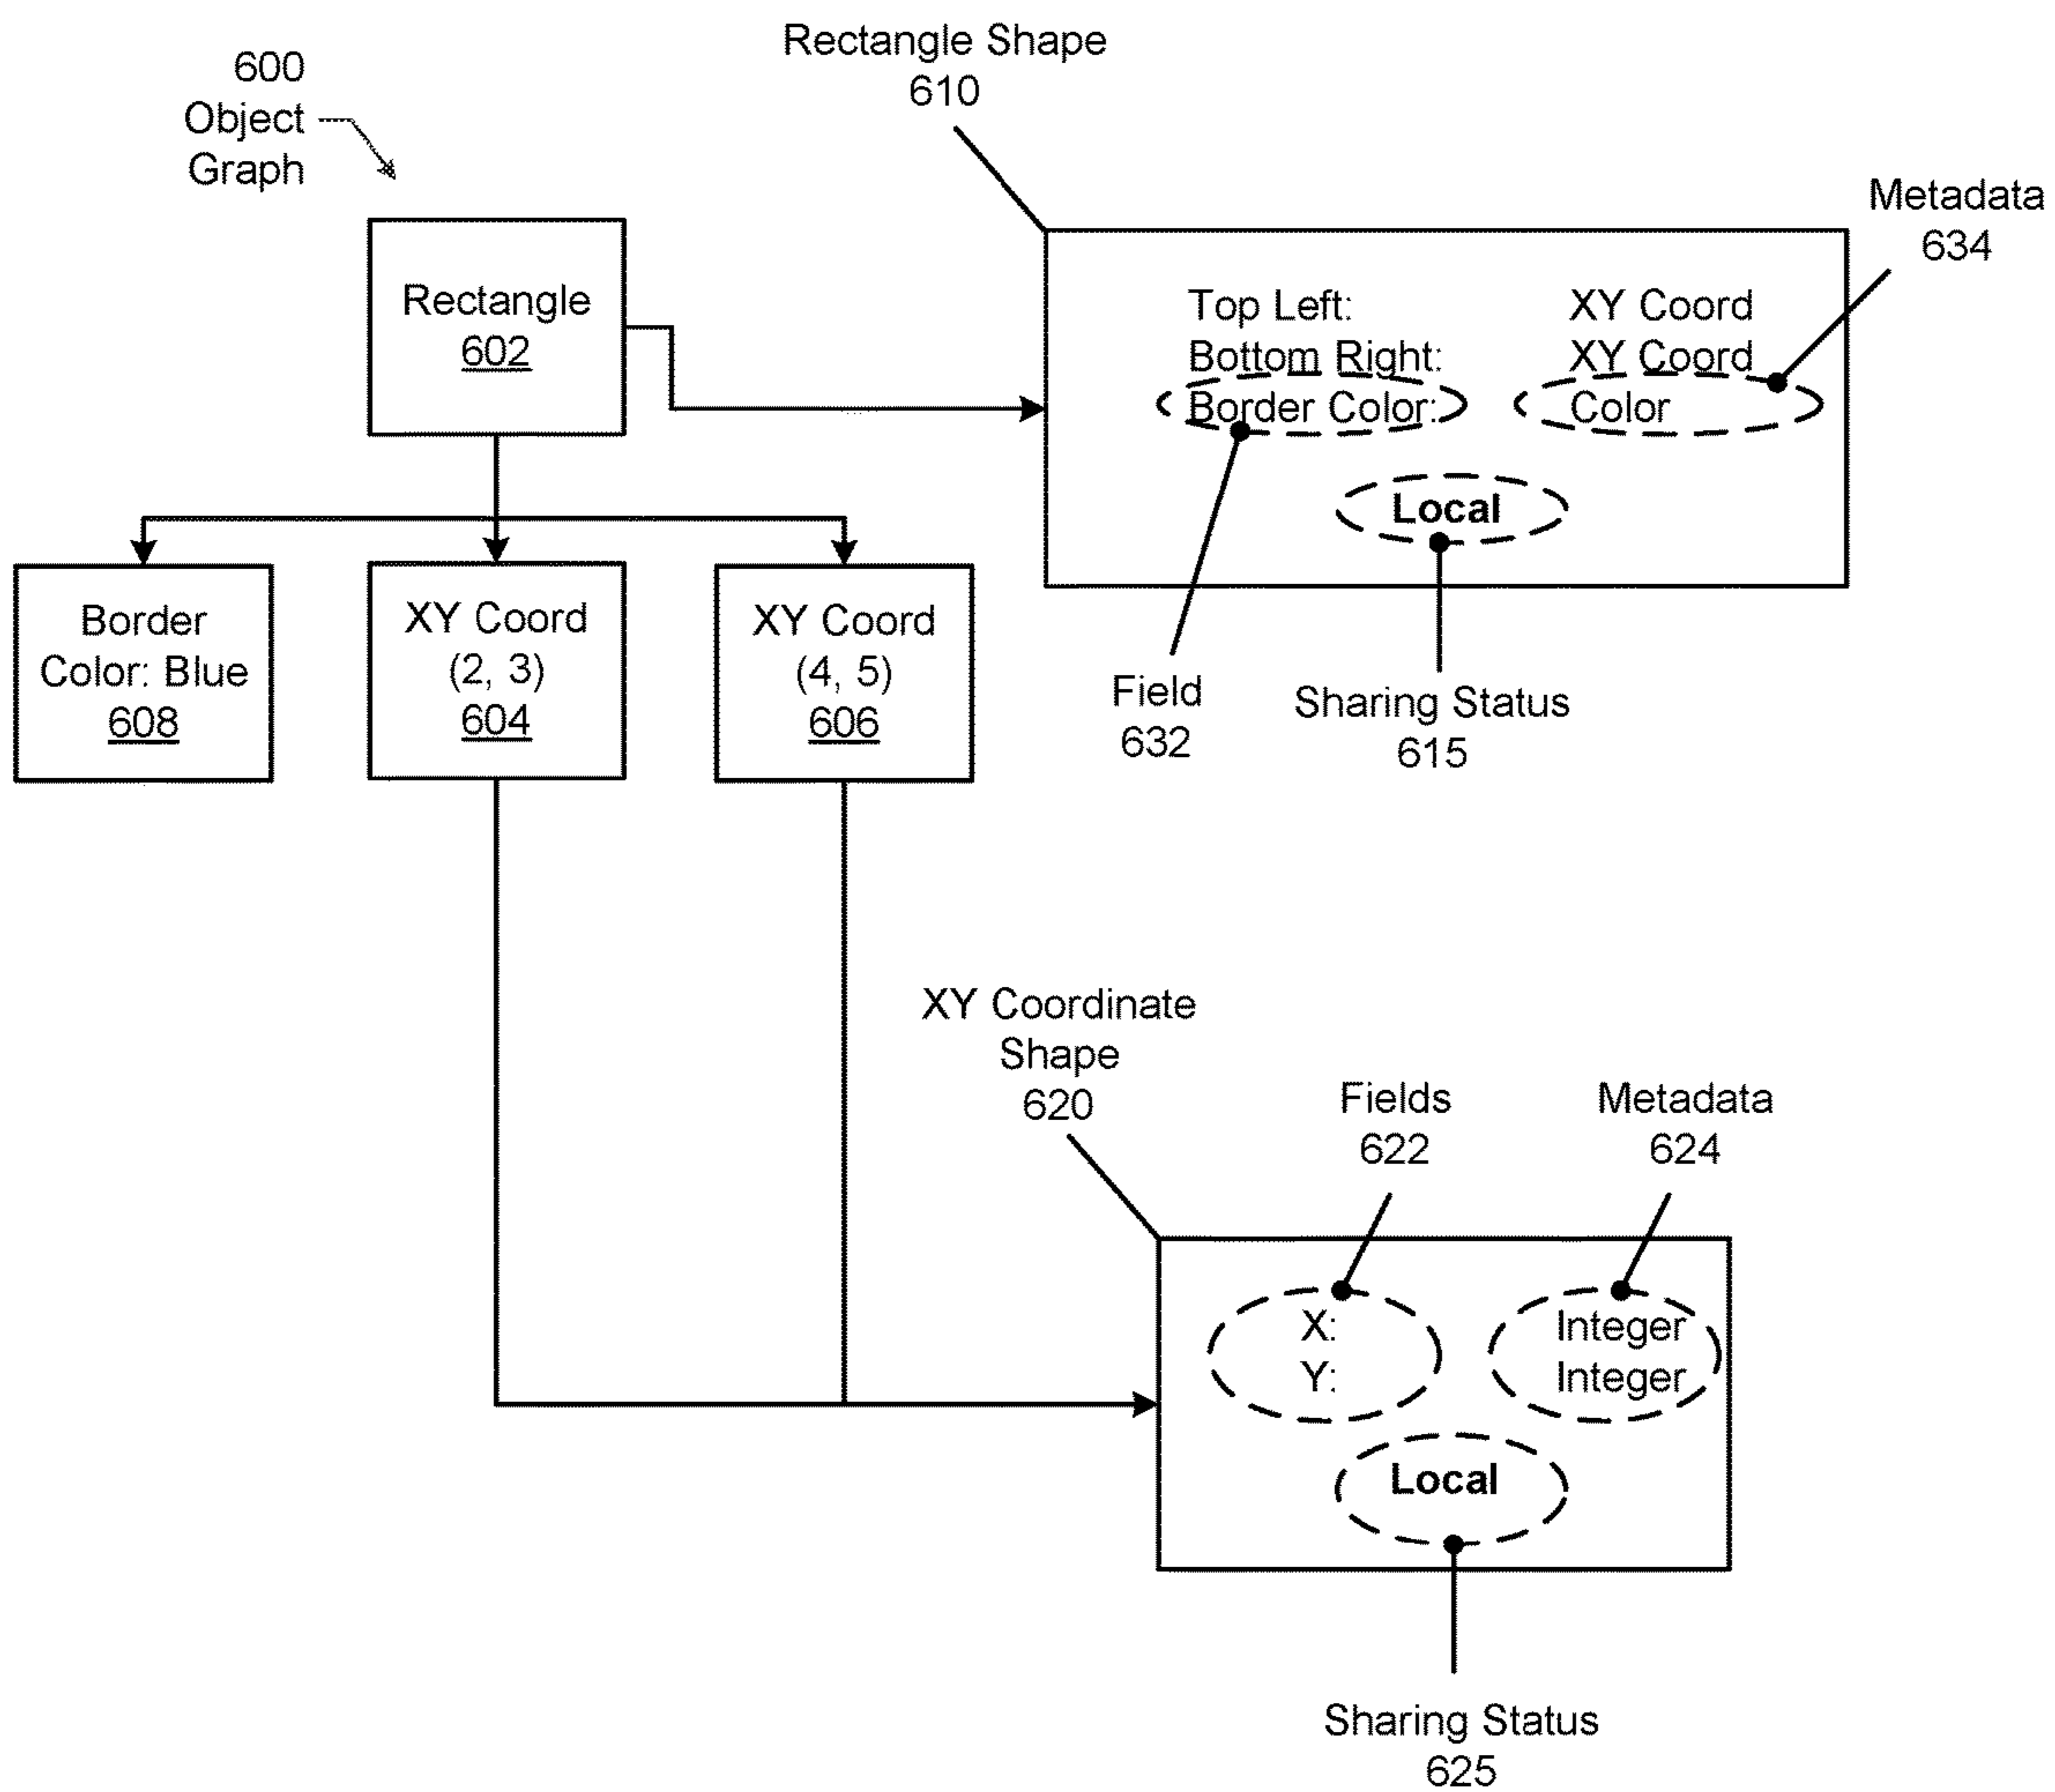 600
Object
Graph
Rectangle Shape
610
Metadata
634
Rectangle
602
Top Left: XY Coord
Bottom Right: XY Coord
Border Color: Color
Local
Border
Color: Blue
608
XY Coord
(2, 3)
604
XY Coord
(4, 5)
606
Field
632
Sharing Status
615
XY Coordinate
Shape
620
Fields
622
Metadata
624
X: Integer
Y: Integer
Local
Sharing Status
625